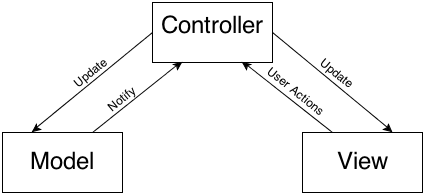 Controller
Update
Notify
User Actions
Update
Model
View